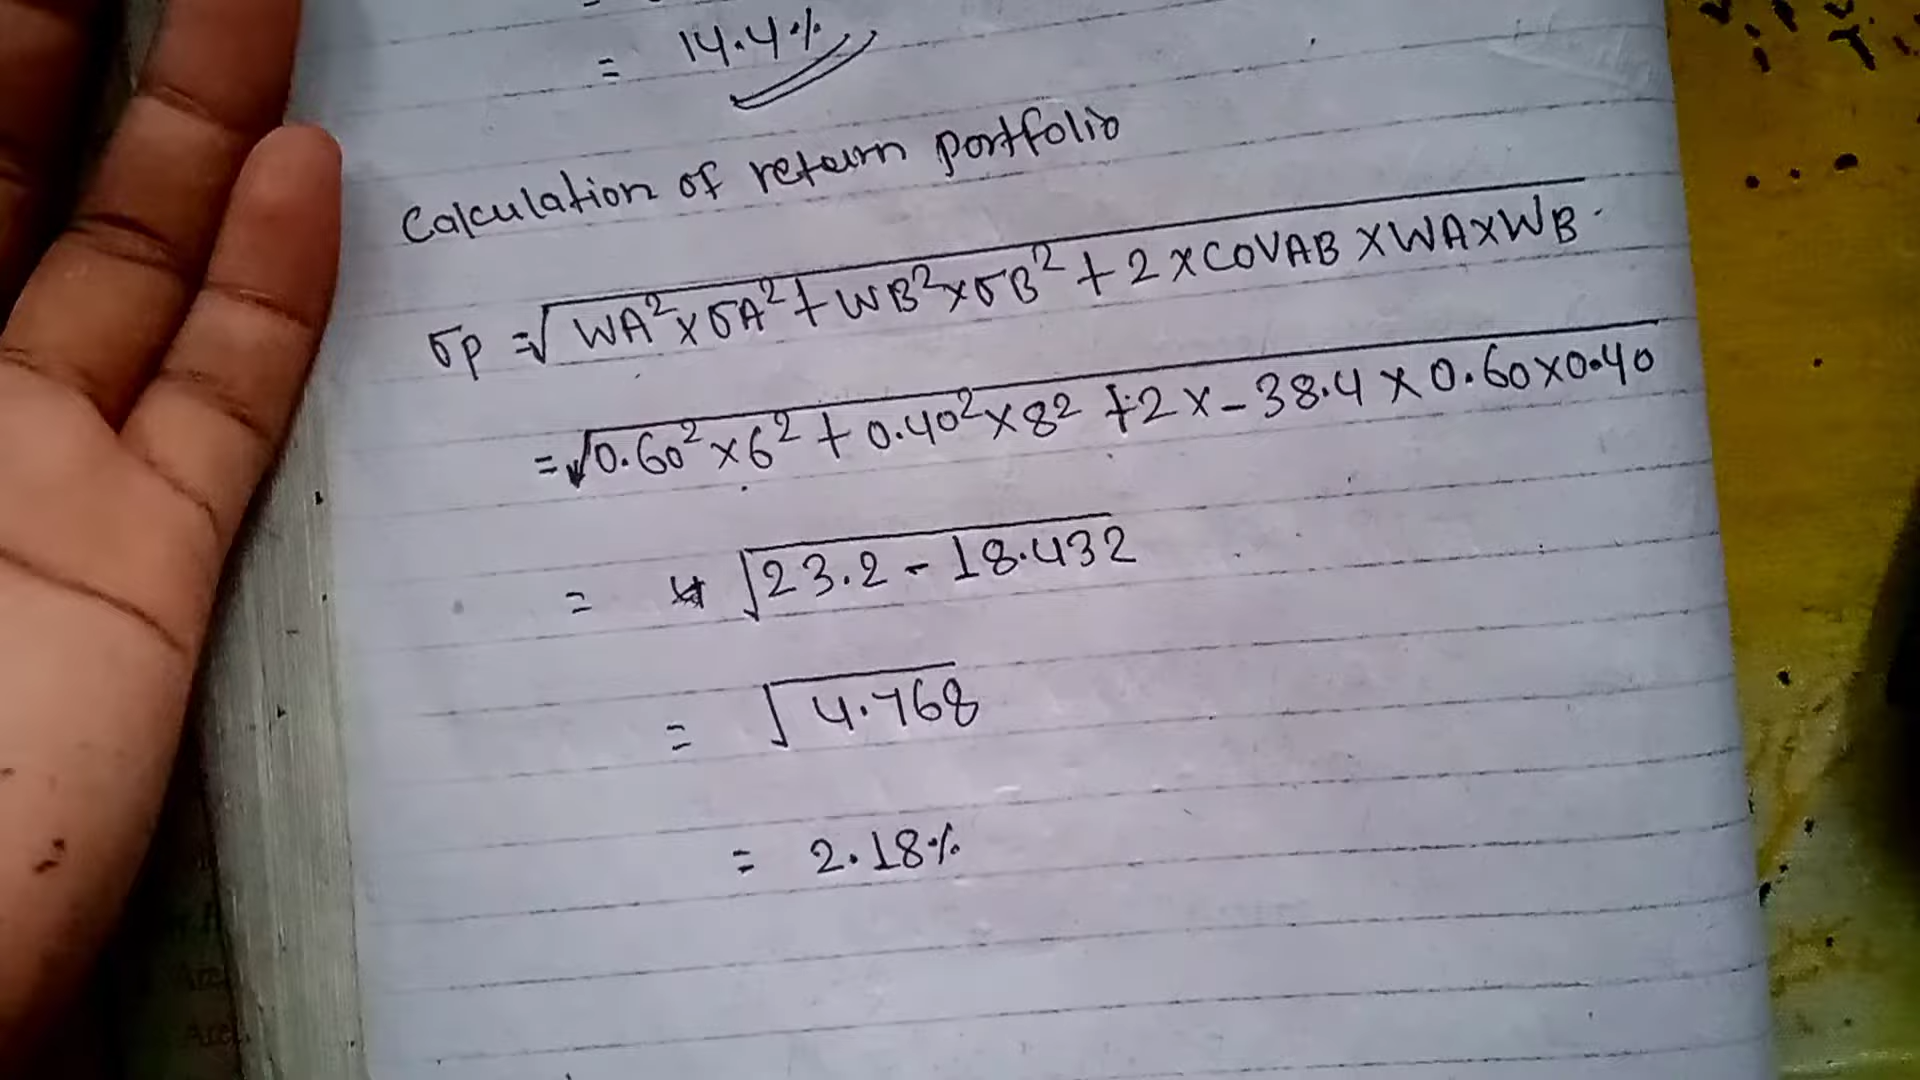 = 14.4%
Calculation of return portfolio
σp = √WA² × σA² + WB² × σB² + 2 × COVAB × WA × WB
= √0.60² × 6² + 0.40² × 8² + 2 × -38.4 × 0.60 × 0.40
= √23.2 - 18.432
= √4.768
= 2.18%